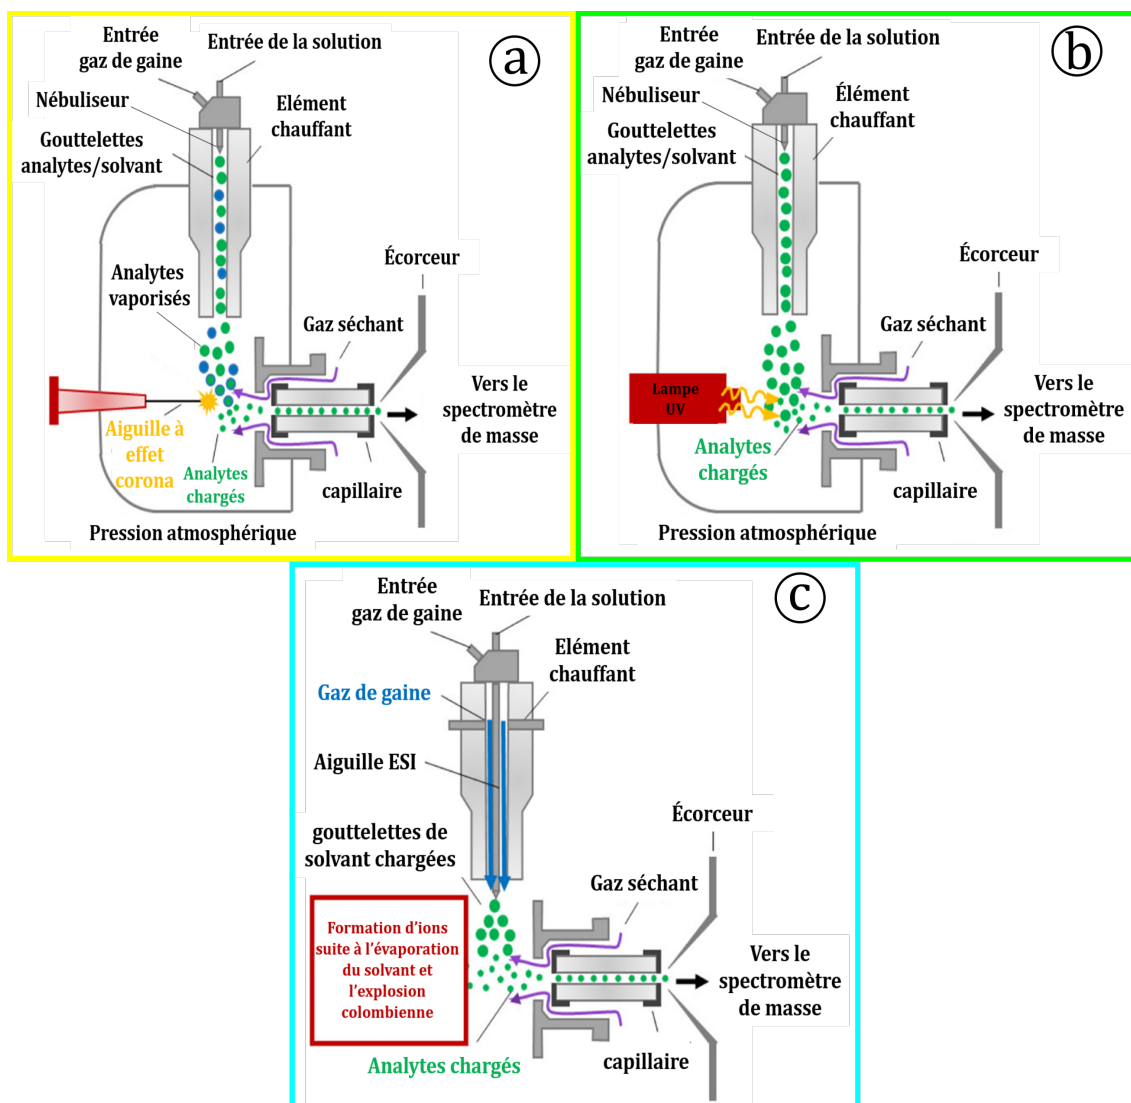 Entrée
gaz de gaine
Entrée de la solution
a
Nébuliseur
Elément
chauffant
Gouttelettes
analytes/solvant
Écorceur
Analytes
vaporisés
Gaz séchant
Vers le
spectromètre
de masse
Aiguille à
effet
corona
Analytes
chargés
capillaire
Pression atmosphérique
Entrée
gaz de gaine
Entrée de la solution
b
Nébuliseur
Élément
chauffant
Gouttelettes
analytes/solvant
Écorceur
Gaz séchant
Lampe
UV
Vers le
spectromètre
de masse
Analytes
chargés
capillaire
Pression atmosphérique
Entrée
gaz de gaine
Entrée de la solution
c
Elément
chauffant
Gaz de gaine
Aiguille ESI
Écorceur
gouttelettes de
solvant chargées
Gaz séchant
Formation d'ions
suite à l'évaporation
du solvant et
l'explosion
colombienne
Vers le
spectromètre
de masse
Analytes chargés
capillaire